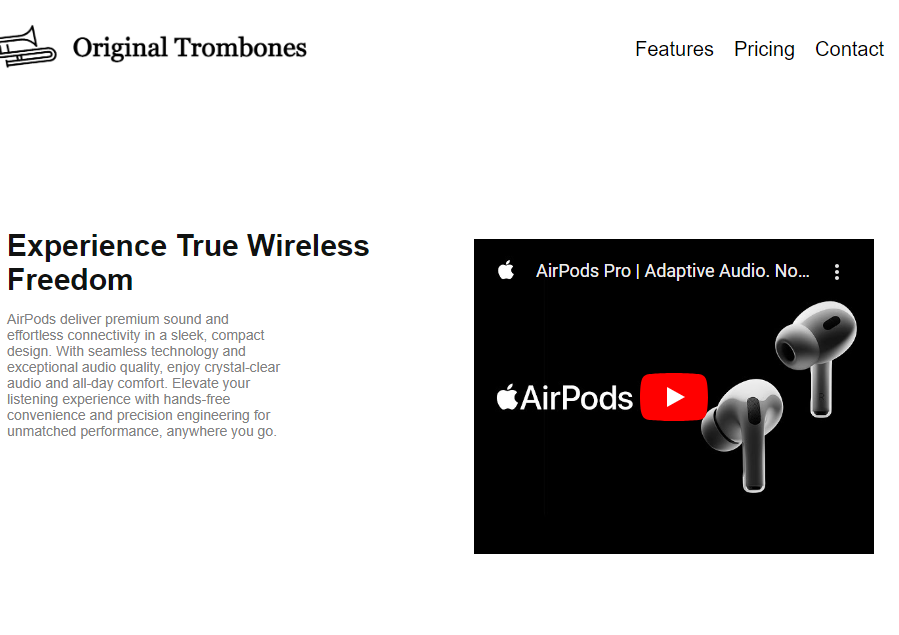 Original Trombones
Features Pricing Contact
Experience True Wireless
Freedom
AirPods deliver premium sound and
effortless connectivity in a sleek, compact
design. With seamless technology and
exceptional audio quality, enjoy crystal-clear
audio and all-day comfort. Elevate your
listening experience with hands-free
convenience and precision engineering for
unmatched performance, anywhere you go.
AirPods Pro | Adaptive Audio. No...
AirPods